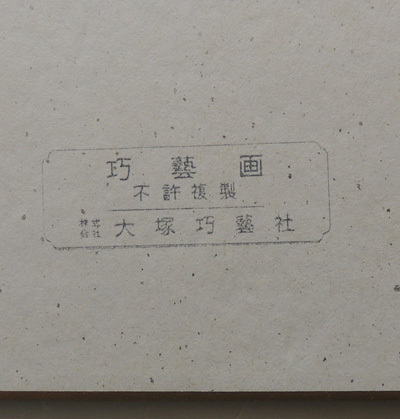 巧藝画
不許複製
株式会社 大塚巧藝社